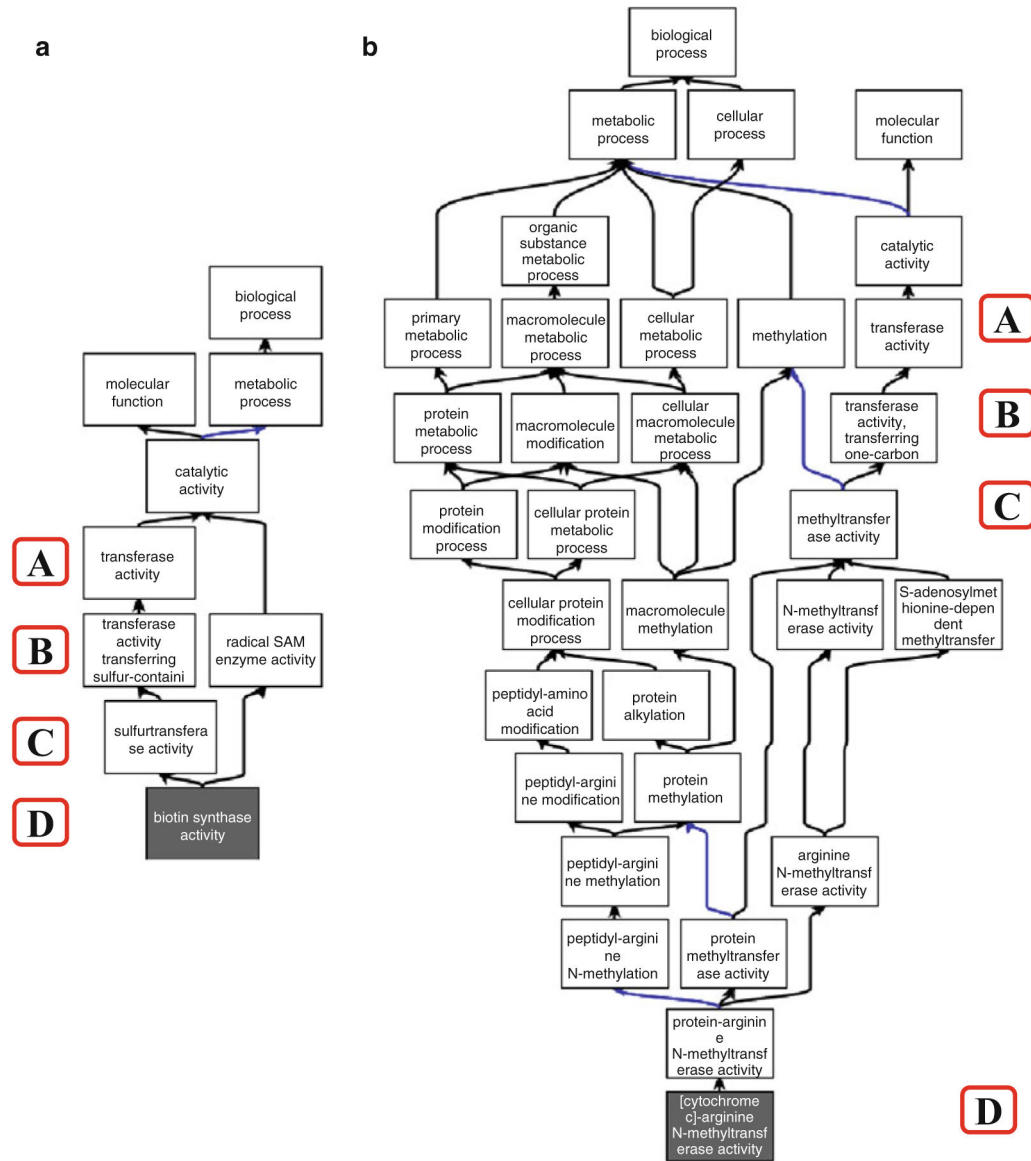 a
biological
process
molecular
function
metabolic
process
catalytic
activity
A
transferase
activity
B
transferase
activity
transferring
sulfur-containi
radical SAM
enzyme activity
C
sulfurtransfera
se activity
D
biotin synthase
activity
b
biological
process
metabolic
process
cellular
process
molecular
function
organic
substance
metabolic
process
catalytic
activity
primary
metabolic
process
macromolecule
metabolic
process
cellular
metabolic
process
methylation
transferase
activity
A
protein
metabolic
process
macromolecule
modification
cellular
macromolecule
metabolic
process
transferase
activity,
transferring
one-carbon
B
protein
modification
process
cellular protein
metabolic
process
methyltransfer
ase activity
C
cellular protein
modification
process
macromolecule
methylation
N-methyltransf
erase activity
S-adenosylmet
hionine-depen
dent
methyltransfer
peptidyl-amino
acid
modification
protein
alkylation
peptidyl-argini
ne modification
protein
methylation
peptidyl-argini
ne methylation
arginine
N-methyltransf
erase activity
peptidyl-argini
ne
N-methylation
protein
methyltransfer
ase activity
protein-arginin
e
N-methyltransf
erase activity
[cytochrome
c]-arginine
N-methyltransf
erase activity
D